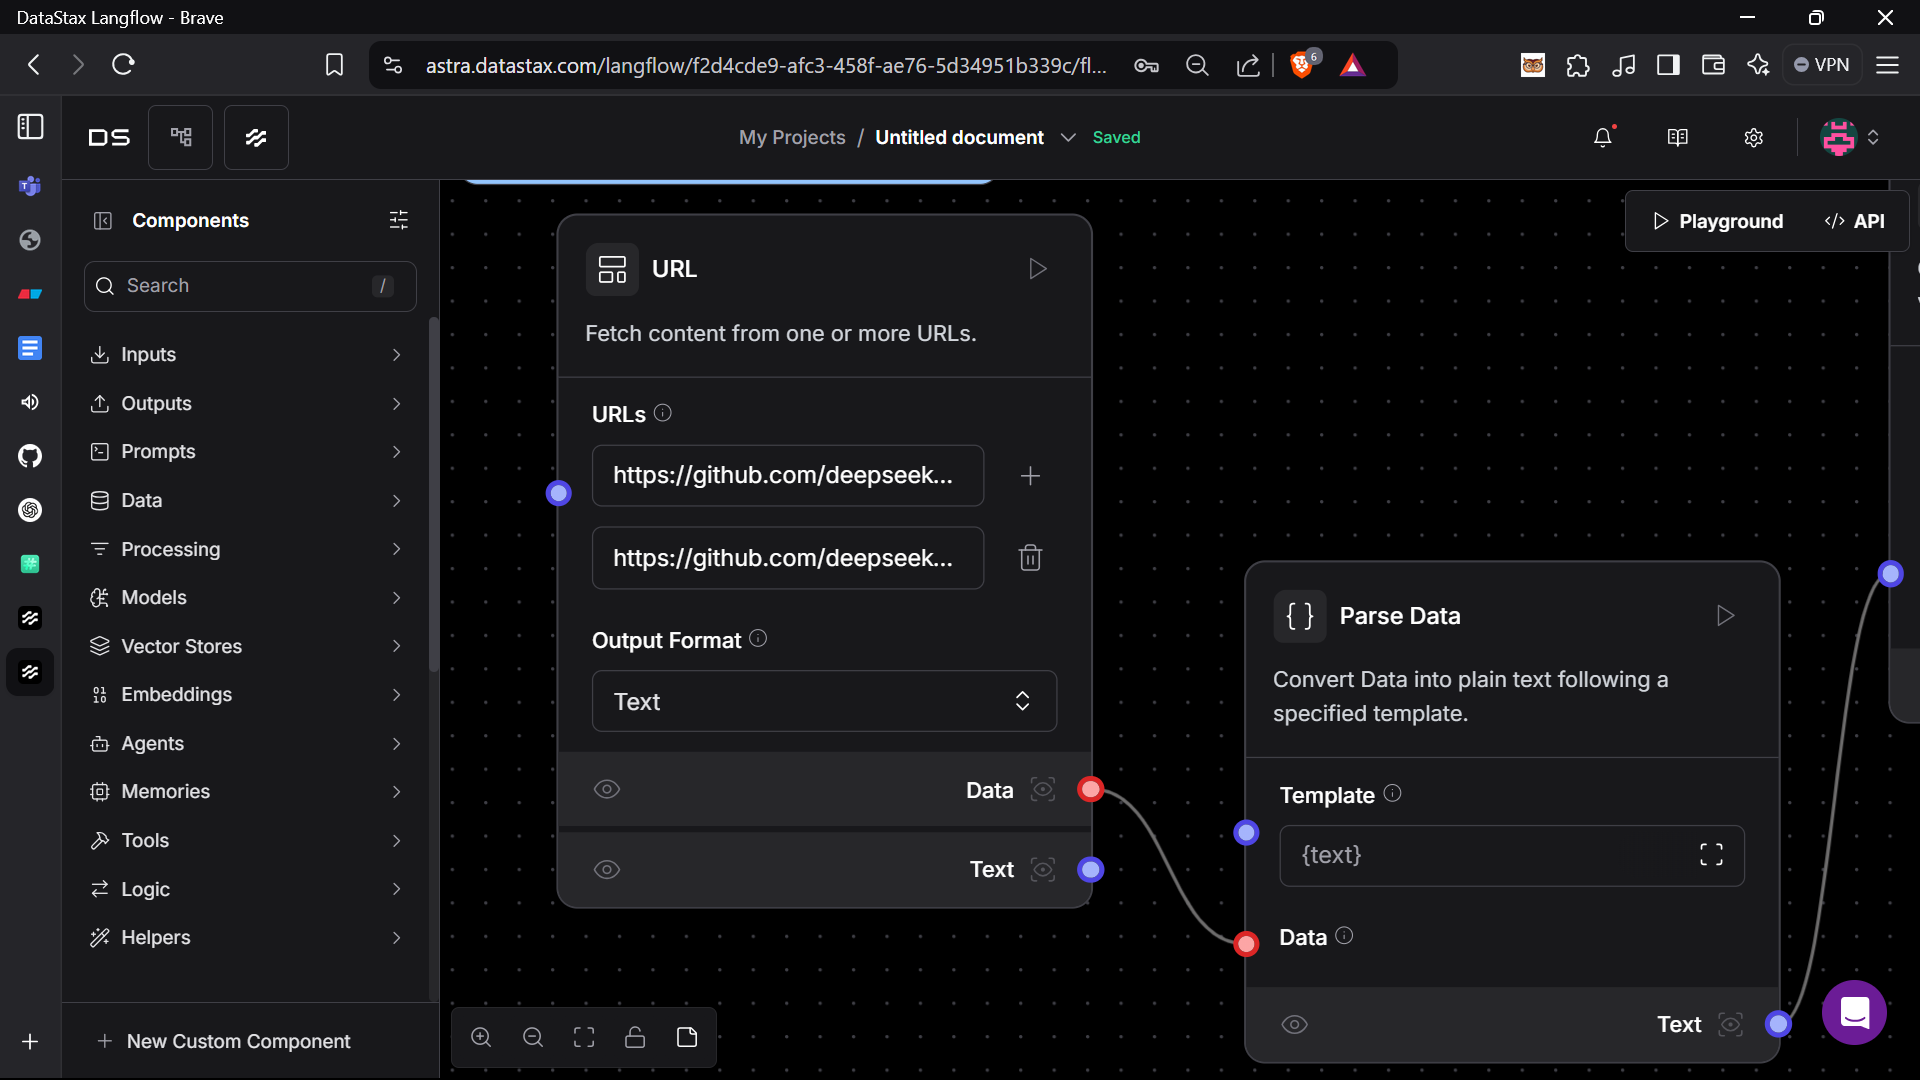 DataStax Langflow - Brave
astra.datastax.com/langflow/f2d4cde9-afc3-458f-ae76-5d34951b339c/fl...
6
VPN
DS
My Projects / Untitled document
Saved
Components
Search
/
Inputs
Outputs
Prompts
Data
Processing
Models
Vector Stores
Embeddings
Agents
Memories
Tools
Logic
Helpers
New Custom Component
Playground
API
URL
Fetch content from one or more URLs.
URLs
https://github.com/deepseek...
https://github.com/deepseek...
Output Format
Text
Data
Text
{ } Parse Data
Convert Data into plain text following a
specified template.
Template
{text}
Data
Text